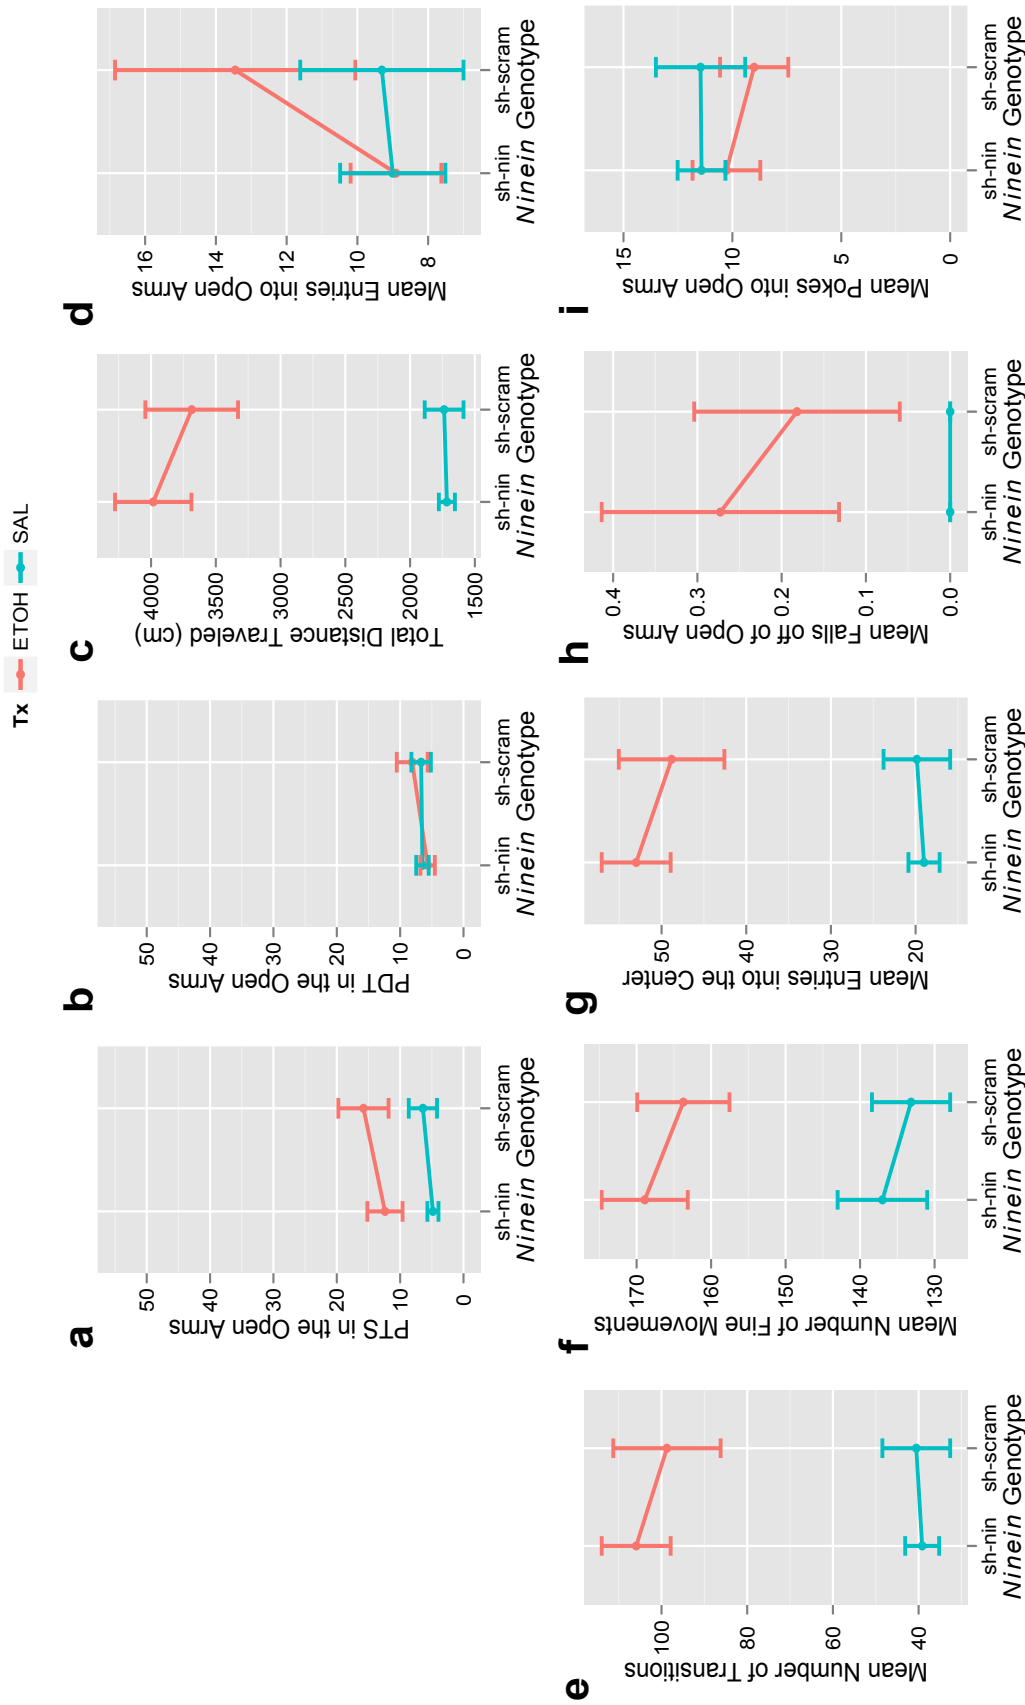 Tx ETOH SAL
a
PTS in the Open Arms
50
40
30
20
10
0
sh-nin sh-scram
Ninein Genotype
b
PDT in the Open Arms
50
40
30
20
10
0
sh-nin sh-scram
Ninein Genotype
c
Total Distance Traveled (cm)
4000
3500
3000
2500
2000
1500
sh-nin sh-scram
Ninein Genotype
d
Mean Entries into Open Arms
16
14
12
10
8
sh-nin sh-scram
Ninein Genotype
e
Mean Number of Transitions
100
80
60
40
sh-nin sh-scram
Ninein Genotype
f
Mean Number of Fine Movements
170
160
150
140
130
sh-nin sh-scram
Ninein Genotype
g
Mean Entries into the Center
50
40
30
20
sh-nin sh-scram
Ninein Genotype
h
Mean Falls off of Open Arms
0.4
0.3
0.2
0.1
0.0
sh-nin sh-scram
Ninein Genotype
i
Mean Pokes into Open Arms
15
10
5
0
sh-nin sh-scram
Ninein Genotype